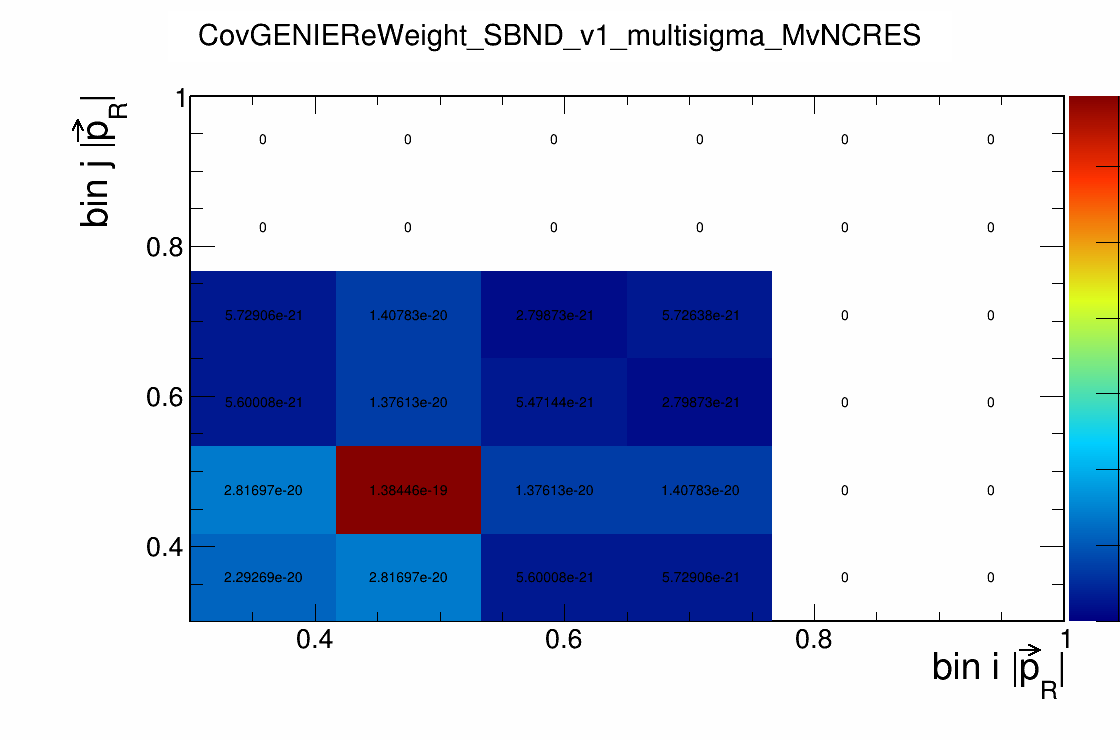 CovGENIEReWeight_SBND_v1_multisigma_MvNCRES
bin j |p⃗_R|
1
0 0 0 0 0 0
0 0 0 0 0 0
0.8
5.72906e-21 1.40783e-20 2.79873e-21 5.72638e-21 0 0
0.6
5.60008e-21 1.37613e-20 5.47144e-21 2.79873e-21 0 0
2.81697e-20 1.38446e-19 1.37613e-20 1.40783e-20 0 0
0.4
2.29269e-20 2.81697e-20 5.60008e-21 5.72906e-21 0 0
0.4 0.6 0.8 1
bin i |p⃗_R|